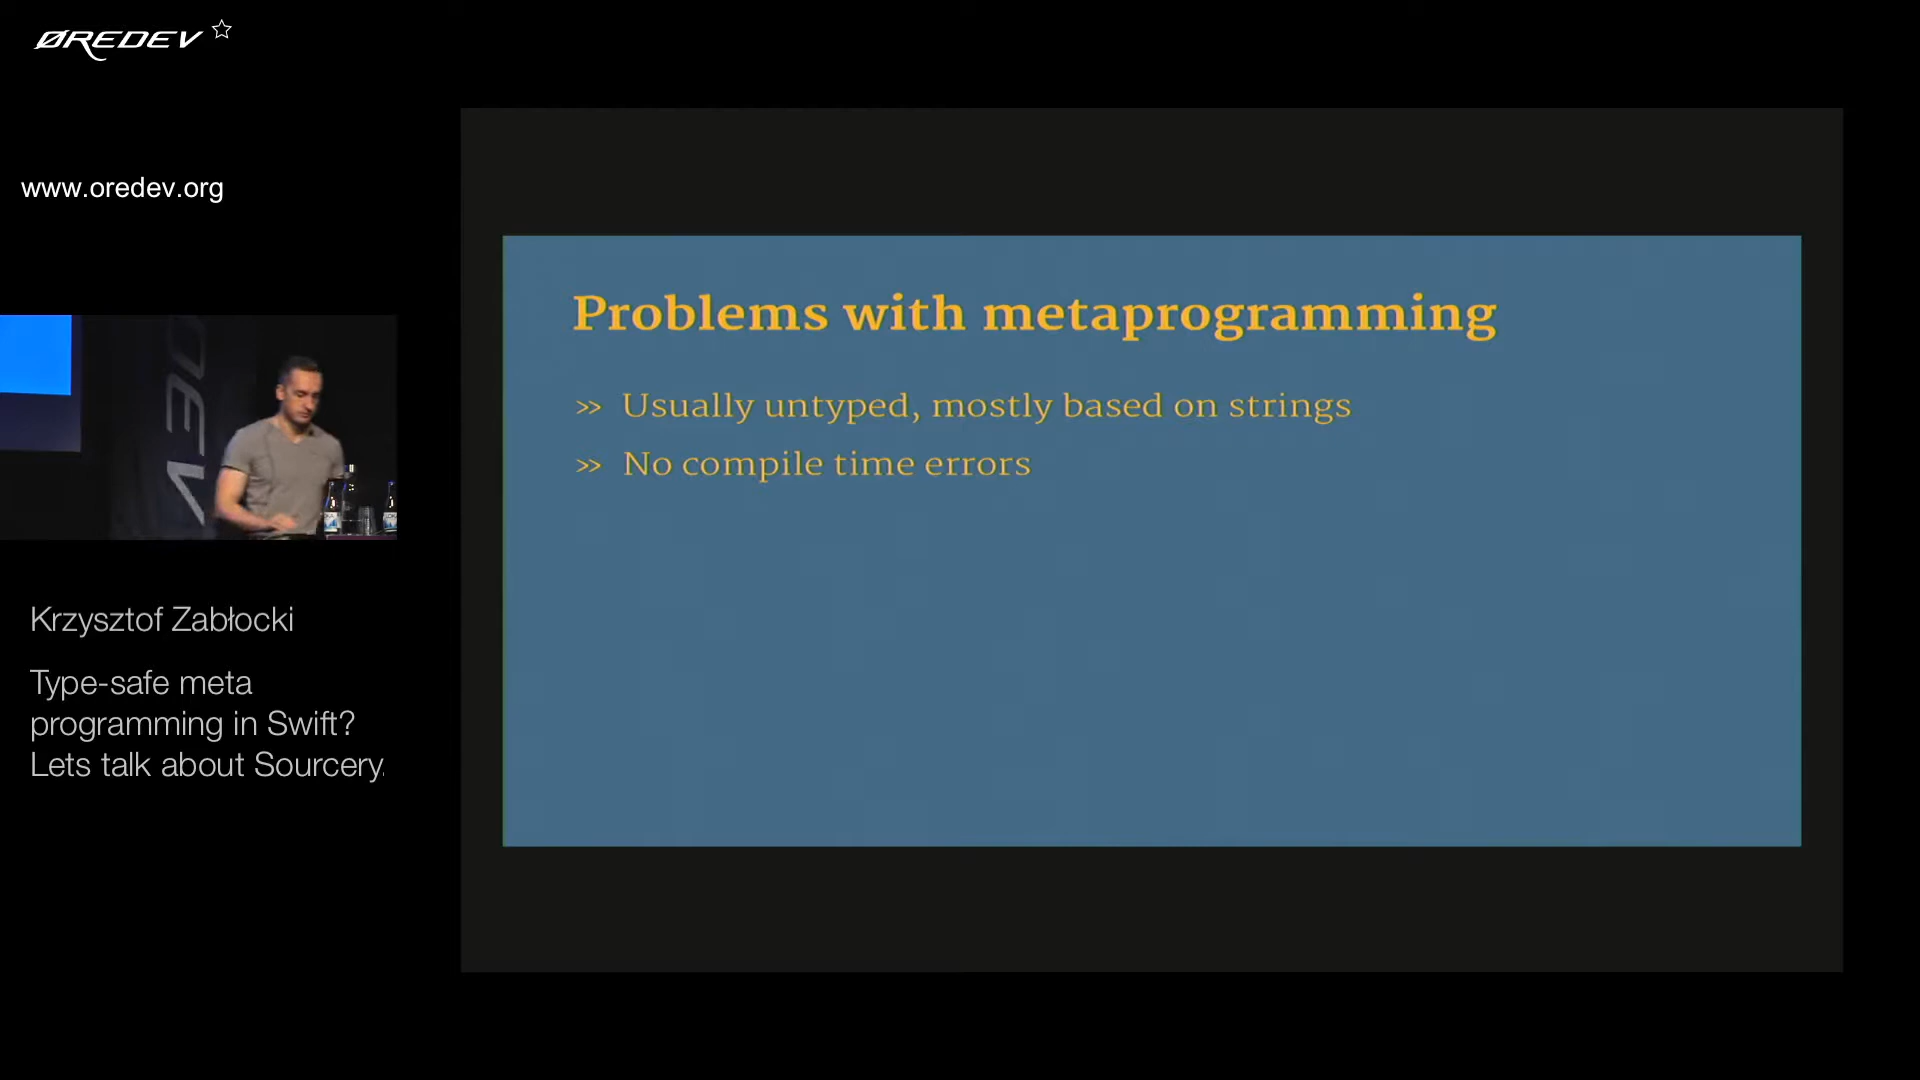 ØREDEV
www.oredev.org
Problems with metaprogramming
>> Usually untyped, mostly based on strings
>> No compile time errors
Krzysztof Zabłocki
Type-safe meta
programming in Swift?
Lets talk about Sourcery.